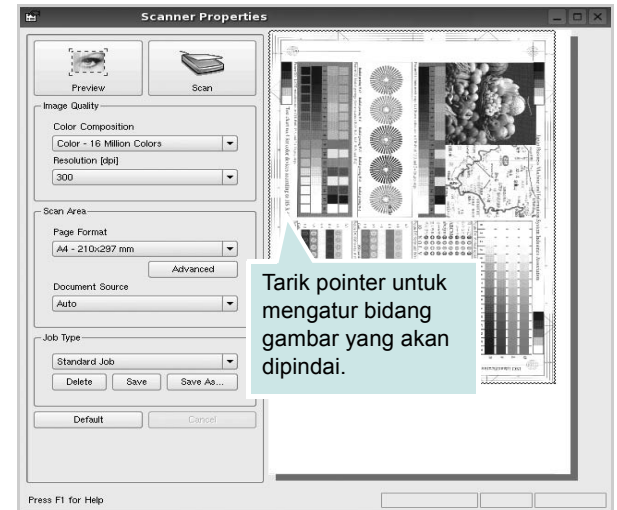 Scanner Properties
Preview
Scan
Image Quality
Color Composition
Color - 16 Million Colors
Resolution [dpi]
300
Scan Area
Page Format
A4 - 210x297 mm
Advanced
Document Source
Auto
Job Type
Standard Job
Delete
Save
Save As...
Default
Cancel
Tarik pointer untuk
mengatur bidang
gambar yang akan
dipindai.
Press F1 for Help